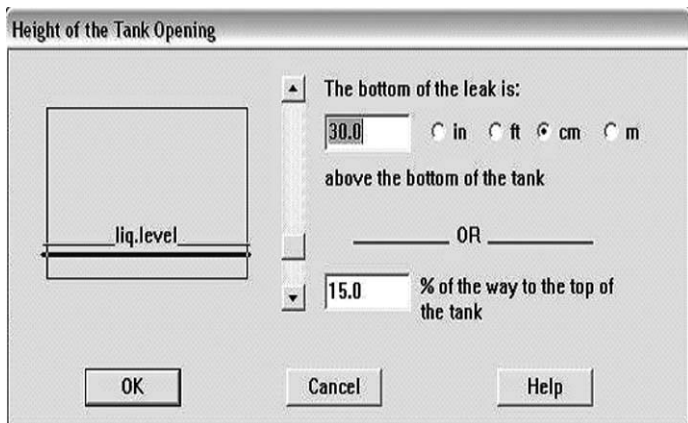 Height of the Tank Opening
The bottom of the leak is:
30.0 in ft cm m
above the bottom of the tank
liq.level
OR
15.0 % of the way to the top of
the tank
OK Cancel Help